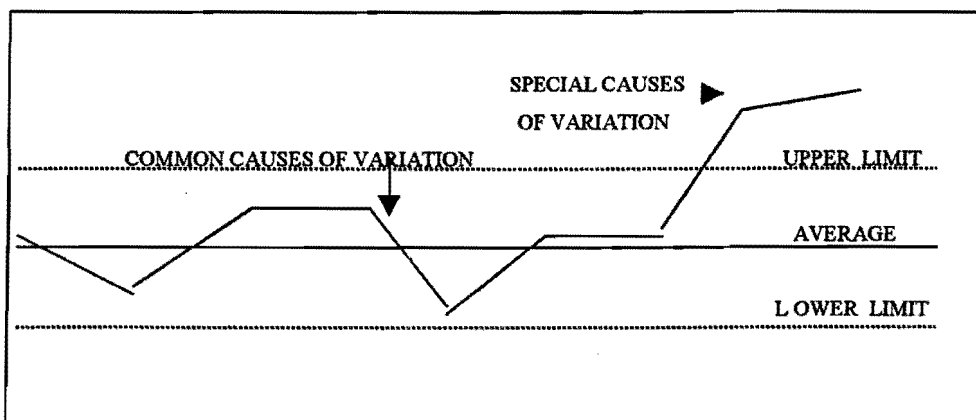 SPECIAL CAUSES
OF VARIATION
COMMON CAUSES OF VARIATION
UPPER LIMIT
AVERAGE
L OWER LIMIT